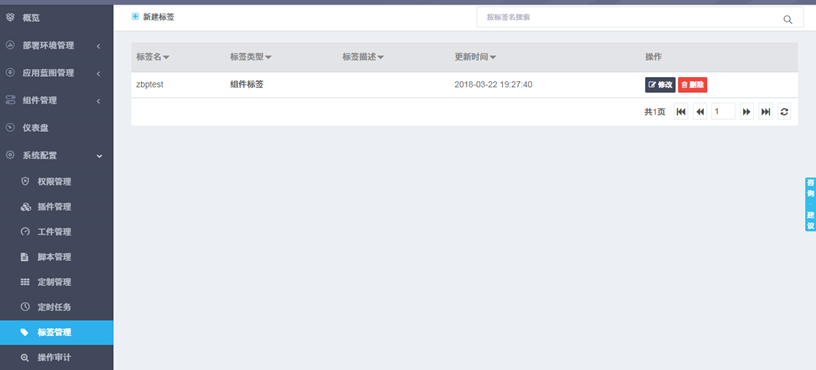 概览
部署环境管理
应用蓝图管理
组件管理
仪表盘
系统配置
权限管理
插件管理
工件管理
脚本管理
定制管理
定时任务
标签管理
操作审计
新建标签
按标签名搜索
标签名 标签类型 标签描述 更新时间 操作
zbptest 组件标签 2018-03-22 19:27:40 修改 删除
共1页 1
咨询·建议